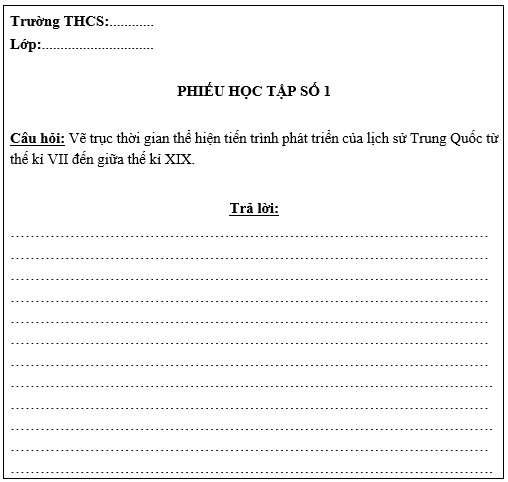 Trường THCS:............
Lớp:..............................
PHIẾU HỌC TẬP SỐ 1
Câu hỏi: Vẽ trục thời gian thể hiện tiến trình phát triển của lịch sử Trung Quốc từ
thế kỉ VII đến giữa thế kỉ XIX.
Trả lời: